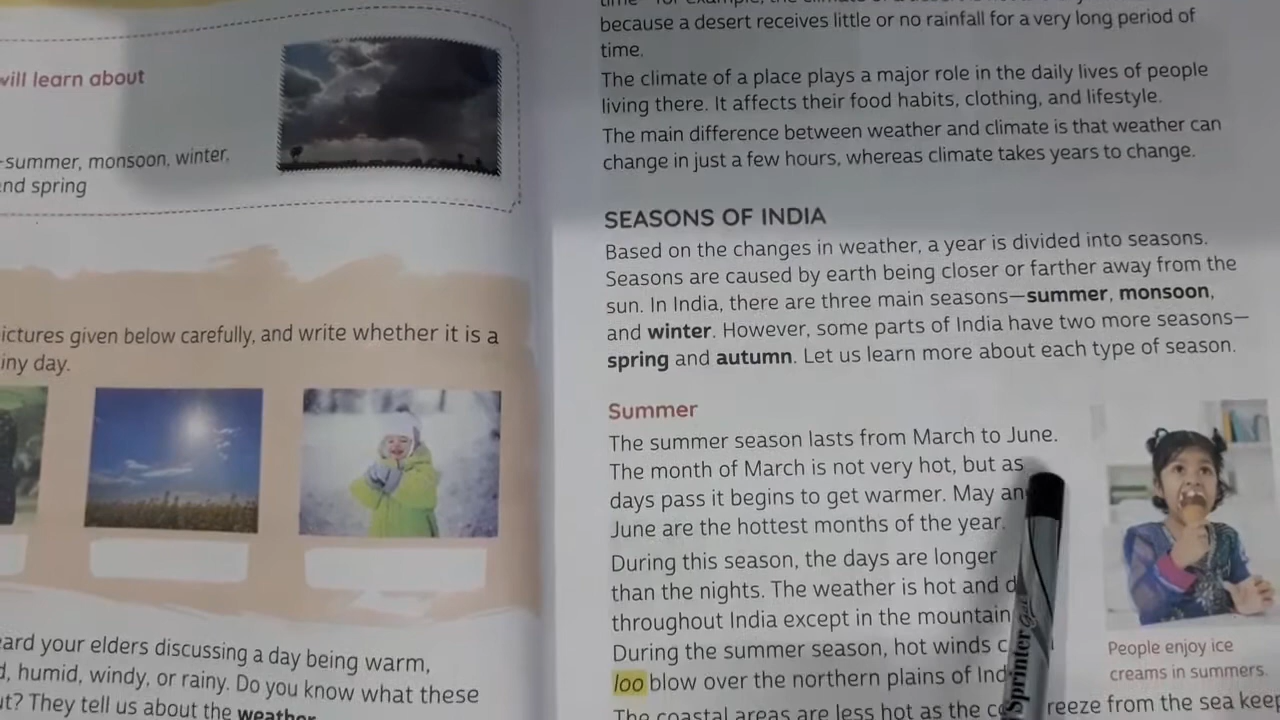 will learn about
-summer, monsoon, winter,
nd spring
ictures given below carefully, and write whether it is a
iny day.
eard your elders discussing a day being warm,
d, humid, windy, or rainy. Do you know what these
ut? They tell us about the weather
because a desert receives little or no rainfall for a very long period of
time.
The climate of a place plays a major role in the daily lives of people
living there. It affects their food habits, clothing, and lifestyle.
The main difference between weather and climate is that weather can
change in just a few hours, whereas climate takes years to change.
SEASONS OF INDIA
Based on the changes in weather, a year is divided into seasons.
Seasons are caused by earth being closer or farther away from the
sun. In India, there are three main seasons—summer, monsoon,
and winter. However, some parts of India have two more seasons—
spring and autumn. Let us learn more about each type of season.
Summer
The summer season lasts from March to June.
The month of March is not very hot, but as
days pass it begins to get warmer. May an
June are the hottest months of the year.
During this season, the days are longer
than the nights. The weather is hot and d
throughout India except in the mountain
During the summer season, hot winds c
loo blow over the northern plains of Ind
The coastal areas are less hot as the co reeze from the sea keep
People enjoy ice
creams in summers.
Sprinter